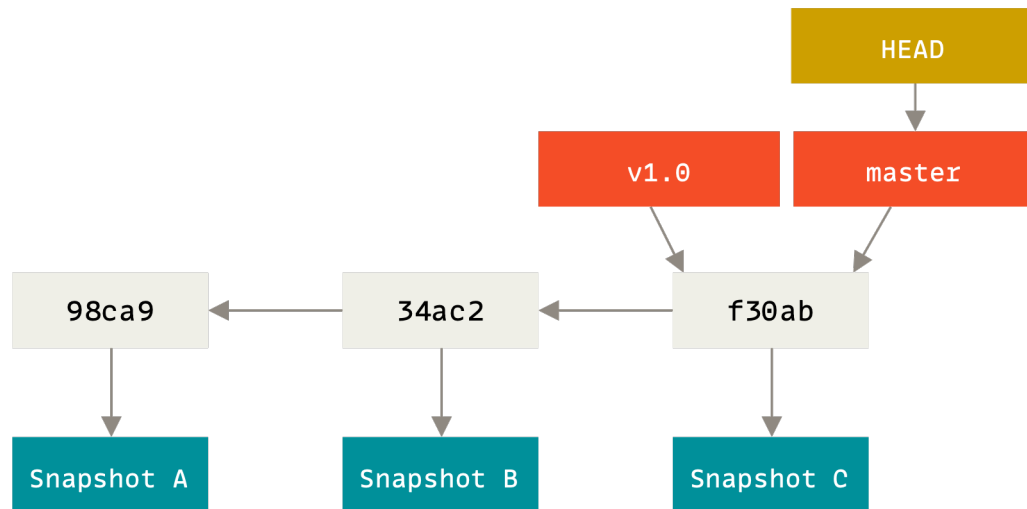 HEAD
v1.0
master
98ca9
34ac2
f30ab
Snapshot A
Snapshot B
Snapshot C